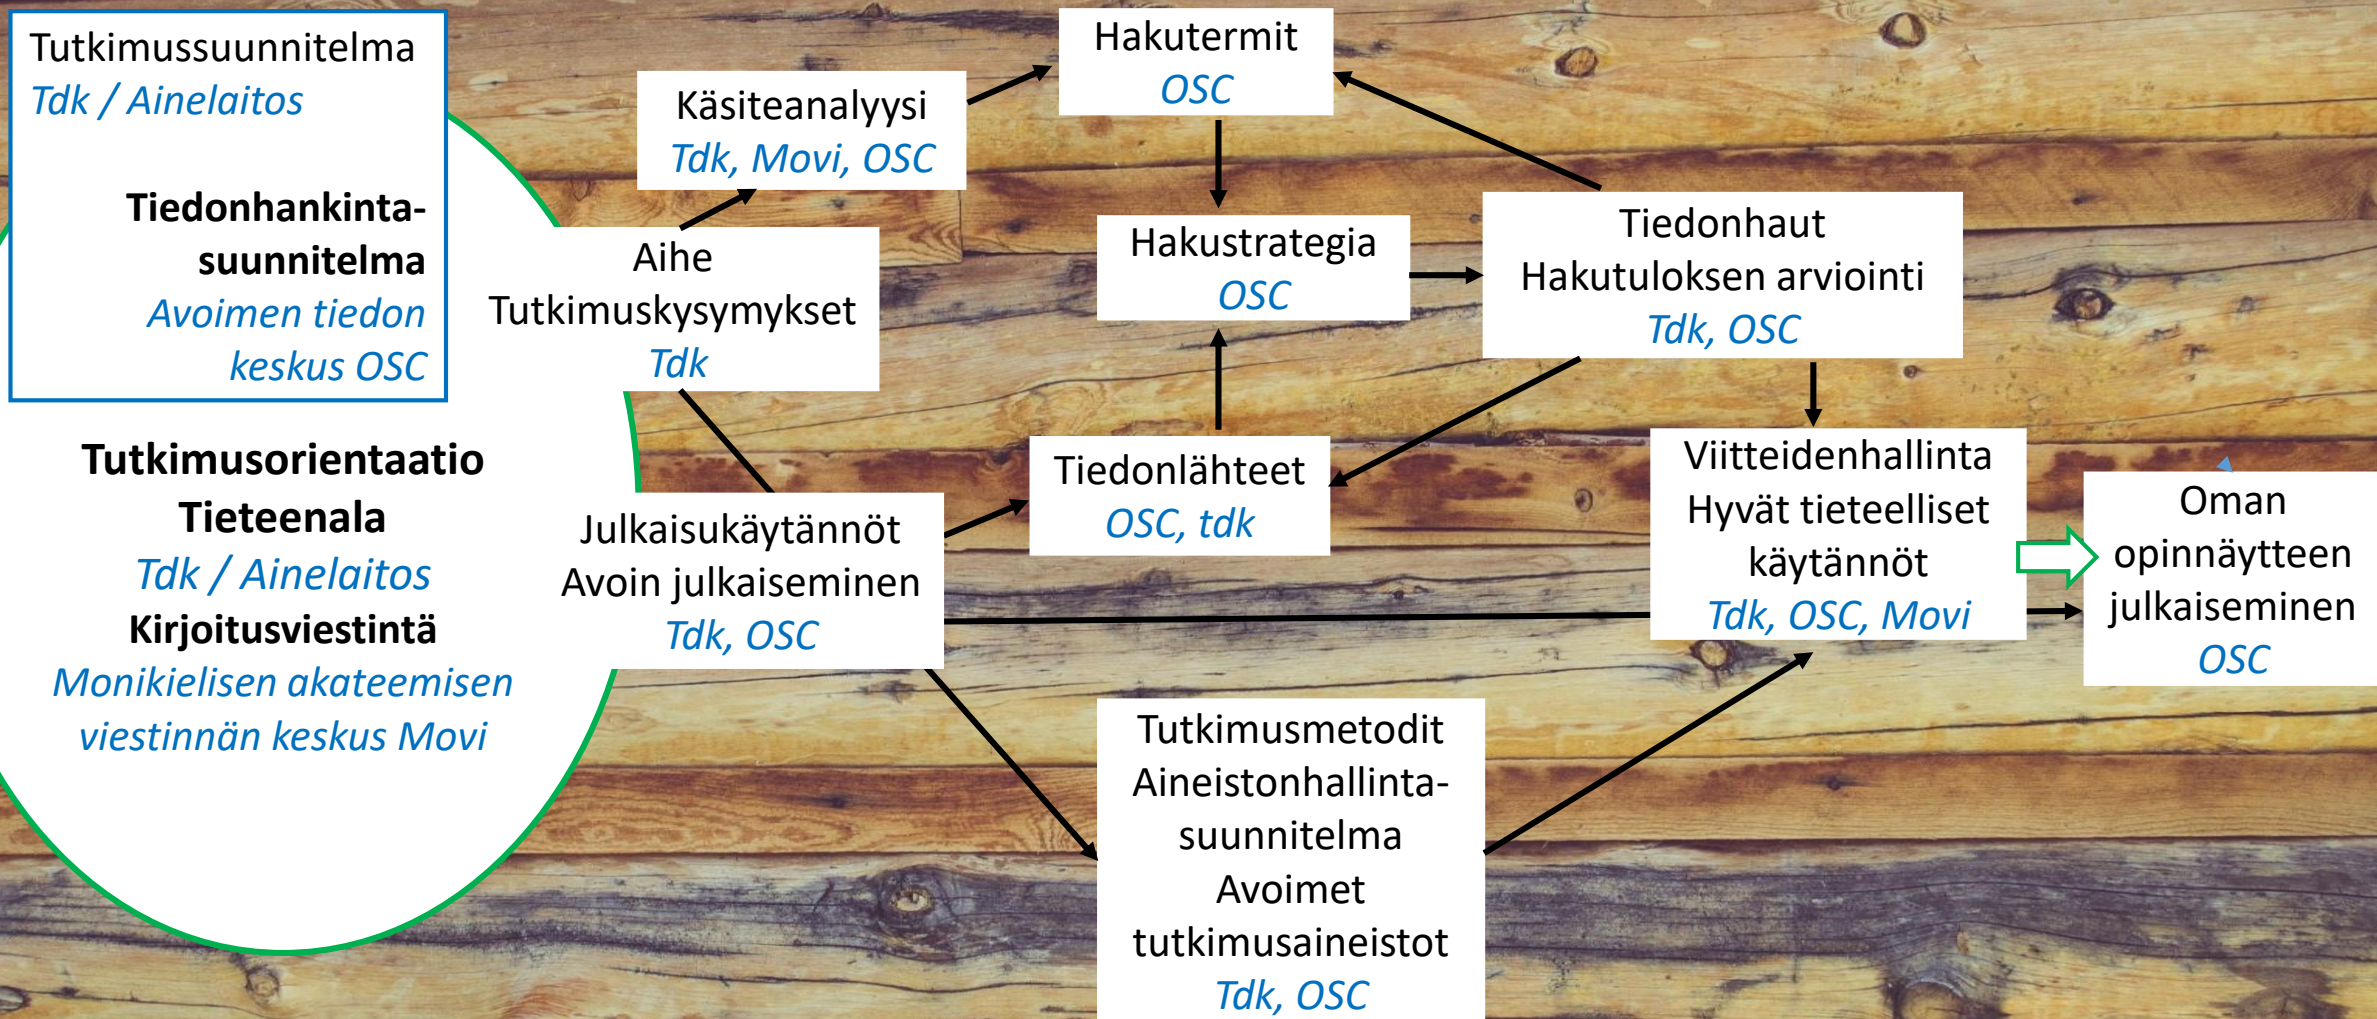 Tutkimussuunnitelma
Tdk / Ainelaitos
Tiedonhankinta-
suunnitelma
Avoimen tiedon
keskus OSC
Tutkimusorientaatio
Tieteenala
Tdk / Ainelaitos
Kirjoitusviestintä
Monikielisen akateemisen
viestinnän keskus Movi
Aihe
Tutkimuskysymykset
Tdk
Käsiteanalyysi
Tdk, Movi, OSC
Julkaisukäytännöt
Avoin julkaiseminen
Tdk, OSC
Hakutermit
OSC
Hakustrategia
OSC
Tiedonlähteet
OSC, tdk
Tutkimusmetodit
Aineistonhallinta-
suunnitelma
Avoimet
tutkimusaineistot
Tdk, OSC
Tiedonhaut
Hakutuloksen arviointi
Tdk, OSC
Viitteidenhallinta
Hyvät tieteelliset
käytännöt
Tdk, OSC, Movi
Oman
opinnäytteen
julkaiseminen
OSC